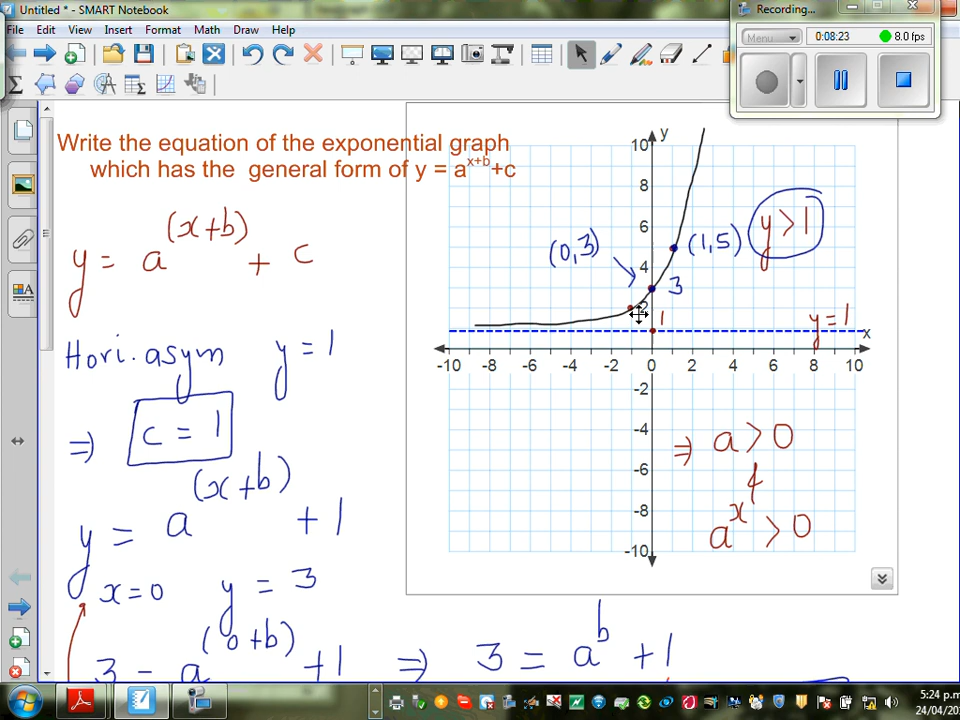 Untitled * - SMART Notebook
Recording...
File Edit View Insert Format Math Draw Help
Menu
0:08:23
8.0 fps
Write the equation of the exponential graph
which has the general form of y = a^x+b+c
y = a^(x+b) + c
Hori. asym y = 1
⇒ c = 1
y = a^(x+b) + 1
x = 0 y = 3
3 = a^(0+b) + 1 ⇒ 3 = a^b + 1
y
10
8
6
4
2
(0,3)
(1,5)
y > 1
3
1
y = 1
x
-10 -8 -6 -4 -2 0 2 4 6 8 10
-2
-4
-6
-8
-10
⇒ a > 0
&
a^x > 0
5:24 p.m
24/04/20